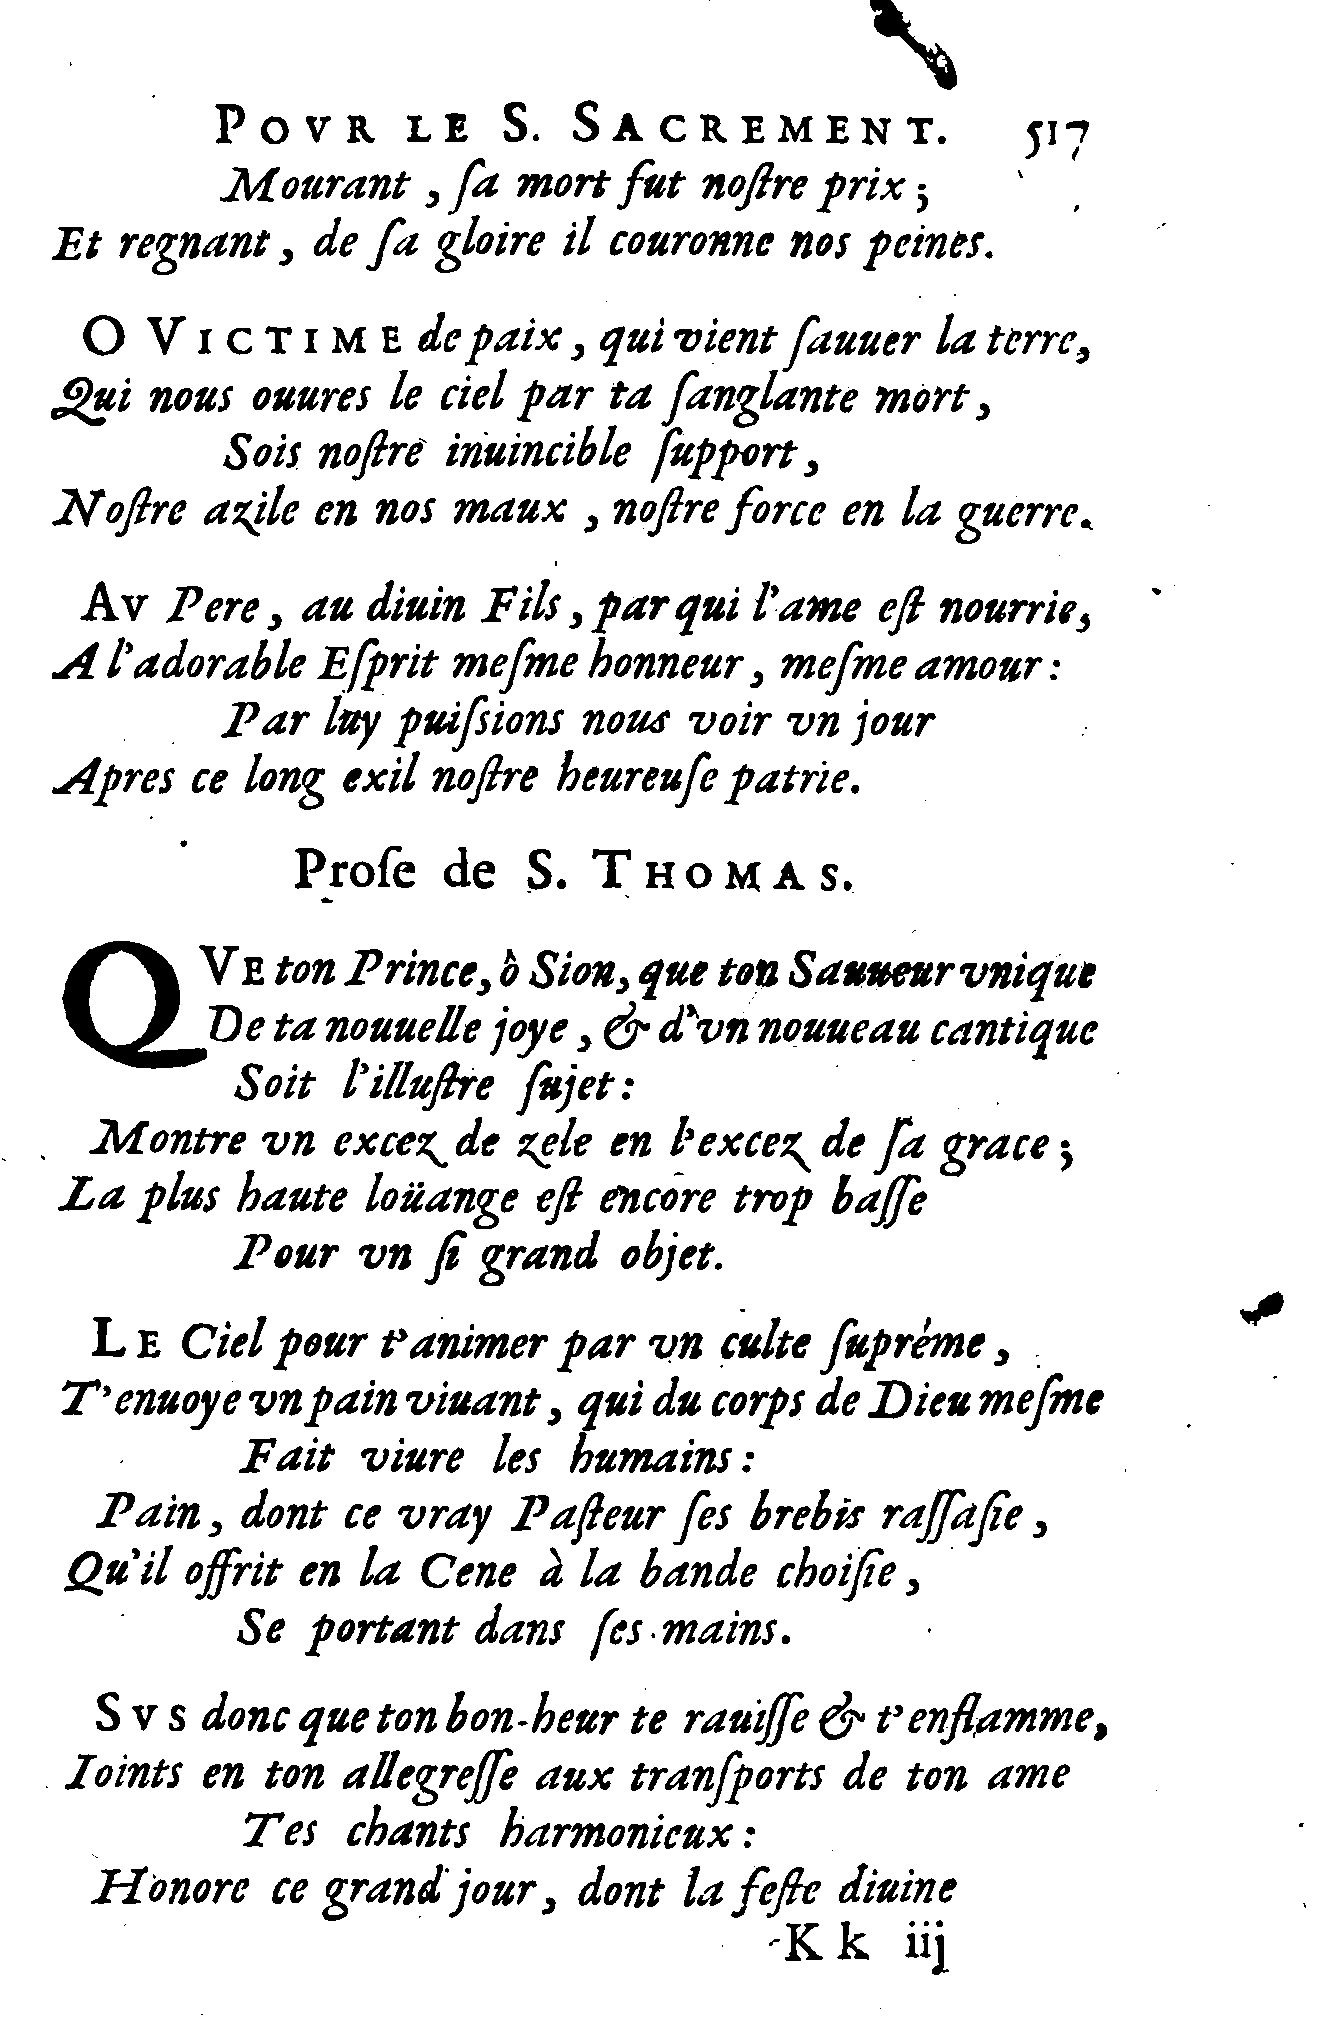 POVR LE S. SACREMENT. 517
Mourant, ſa mort fut noſtre prix;
Et regnant, de ſa gloire il couronne nos peines.
O VICTIME de paix, qui vient ſauuer la terre,
Qui nous ouures le ciel par ta ſanglante mort,
Sois noſtre inuincible ſupport,
Noſtre azile en nos maux, noſtre force en la guerre.
AV Pere, au diuin Fils, par qui l'ame eſt nourrie,
A l'adorable Eſprit meſme honneur, meſme amour:
Par luy puiſsions nous voir vn jour
Apres ce long exil noſtre heureuſe patrie.
Proſe de S. THOMAS.
QVE ton Prince, ô Sion, que ton Sauueur vnique
De ta nouuelle joye, & d'vn nouueau cantique
Soit l'illuſtre ſujet:
Montre vn excez de zele en l'excez de ſa grace;
La plus haute loüange eſt encore trop baſſe
Pour vn ſi grand objet.
LE Ciel pour t'animer par vn culte ſupréme,
T'enuoye vn pain viuant, qui du corps de Dieu meſme
Fait viure les humains:
Pain, dont ce vray Paſteur ſes brebis raſſaſie,
Qu'il offrit en la Cene à la bande choiſie,
Se portant dans ſes mains.
SVS donc que ton bon-heur te rauiſſe & t'enflamme,
Ioints en ton allegreſſe aux tranſports de ton ame
Tes chants harmonieux:
Honore ce grand jour, dont la feſte diuine
Kk iij